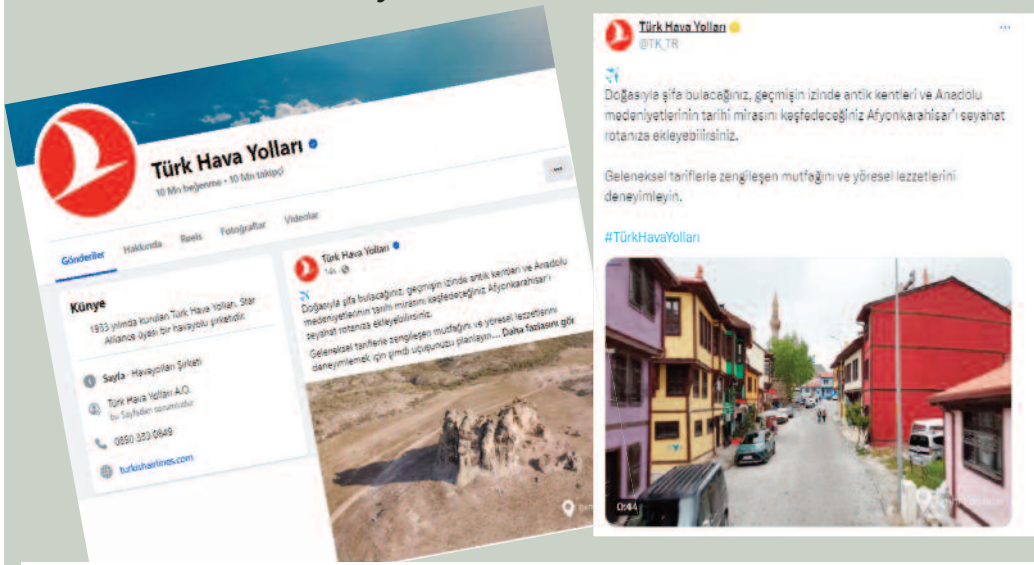 Türk Hava Yolları
10 Mn beğenme • 10 Mn takipçi
Gönderiler
Hakkında
Reels
Fotoğraflar
Videolar
Künye
1933 yılında kurulan Türk Hava Yolları, Star
Alliance üyesi bir havayolu şirketidir.
Sayfa · Havayolları Şirketi
Türk Hava Yolları A.O.
bu Sayfadan sorumludur.
0850 333 0849
turkishairlines.com
Türk Hava Yolları
14s
Doğasıyla şifa bulacağınız, geçmişin izinde antik kentleri ve Anadolu
medeniyetlerinin tarihi mirasını keşfedeceğiniz Afyonkarahisar'ı
seyahat rotanıza ekleyebilirsiniz.
Geleneksel tariflerle zenginleşen mutfağını ve yöresel lezzetlerini
deneyimlemek için şimdi uçuşunuzu planlayın.... Daha fazlasını gör
Türk Hava Yolları
@TK_TR
Doğasıyla şifa bulacağınız, geçmişin izinde antik kentleri ve Anadolu
medeniyetlerinin tarihi mirasını keşfedeceğiniz Afyonkarahisar'ı seyahat
rotanıza ekleyebilirsiniz.
Geleneksel tariflerle zengileşen mutfağını ve yöresel lezzetlerini
deneyimleyin.
#TürkHavaYolları
0:44